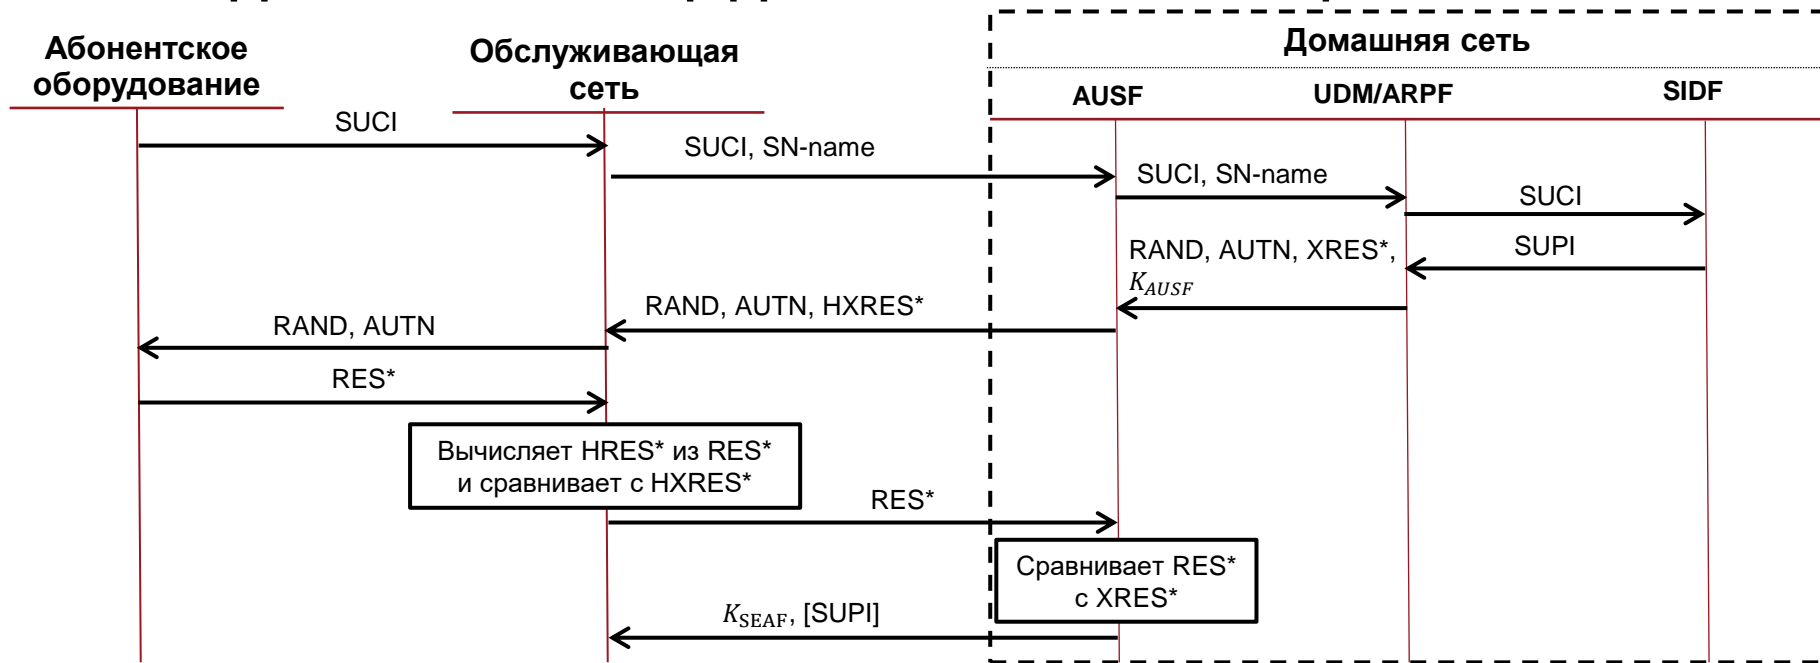 Абонентское
оборудование
Обслуживающая
сеть
Домашняя сеть
AUSF
UDM/ARPF
SIDF
SUCI
SUCI, SN-name
SUCI, SN-name
SUCI
SUPI
RAND, AUTN, XRES*,
K_AUSF
RAND, AUTN, HXRES*
RAND, AUTN
RES*
Вычисляет HRES* из RES*
и сравнивает с HXRES*
RES*
Сравнивает RES*
с XRES*
K_SEAF, [SUPI]